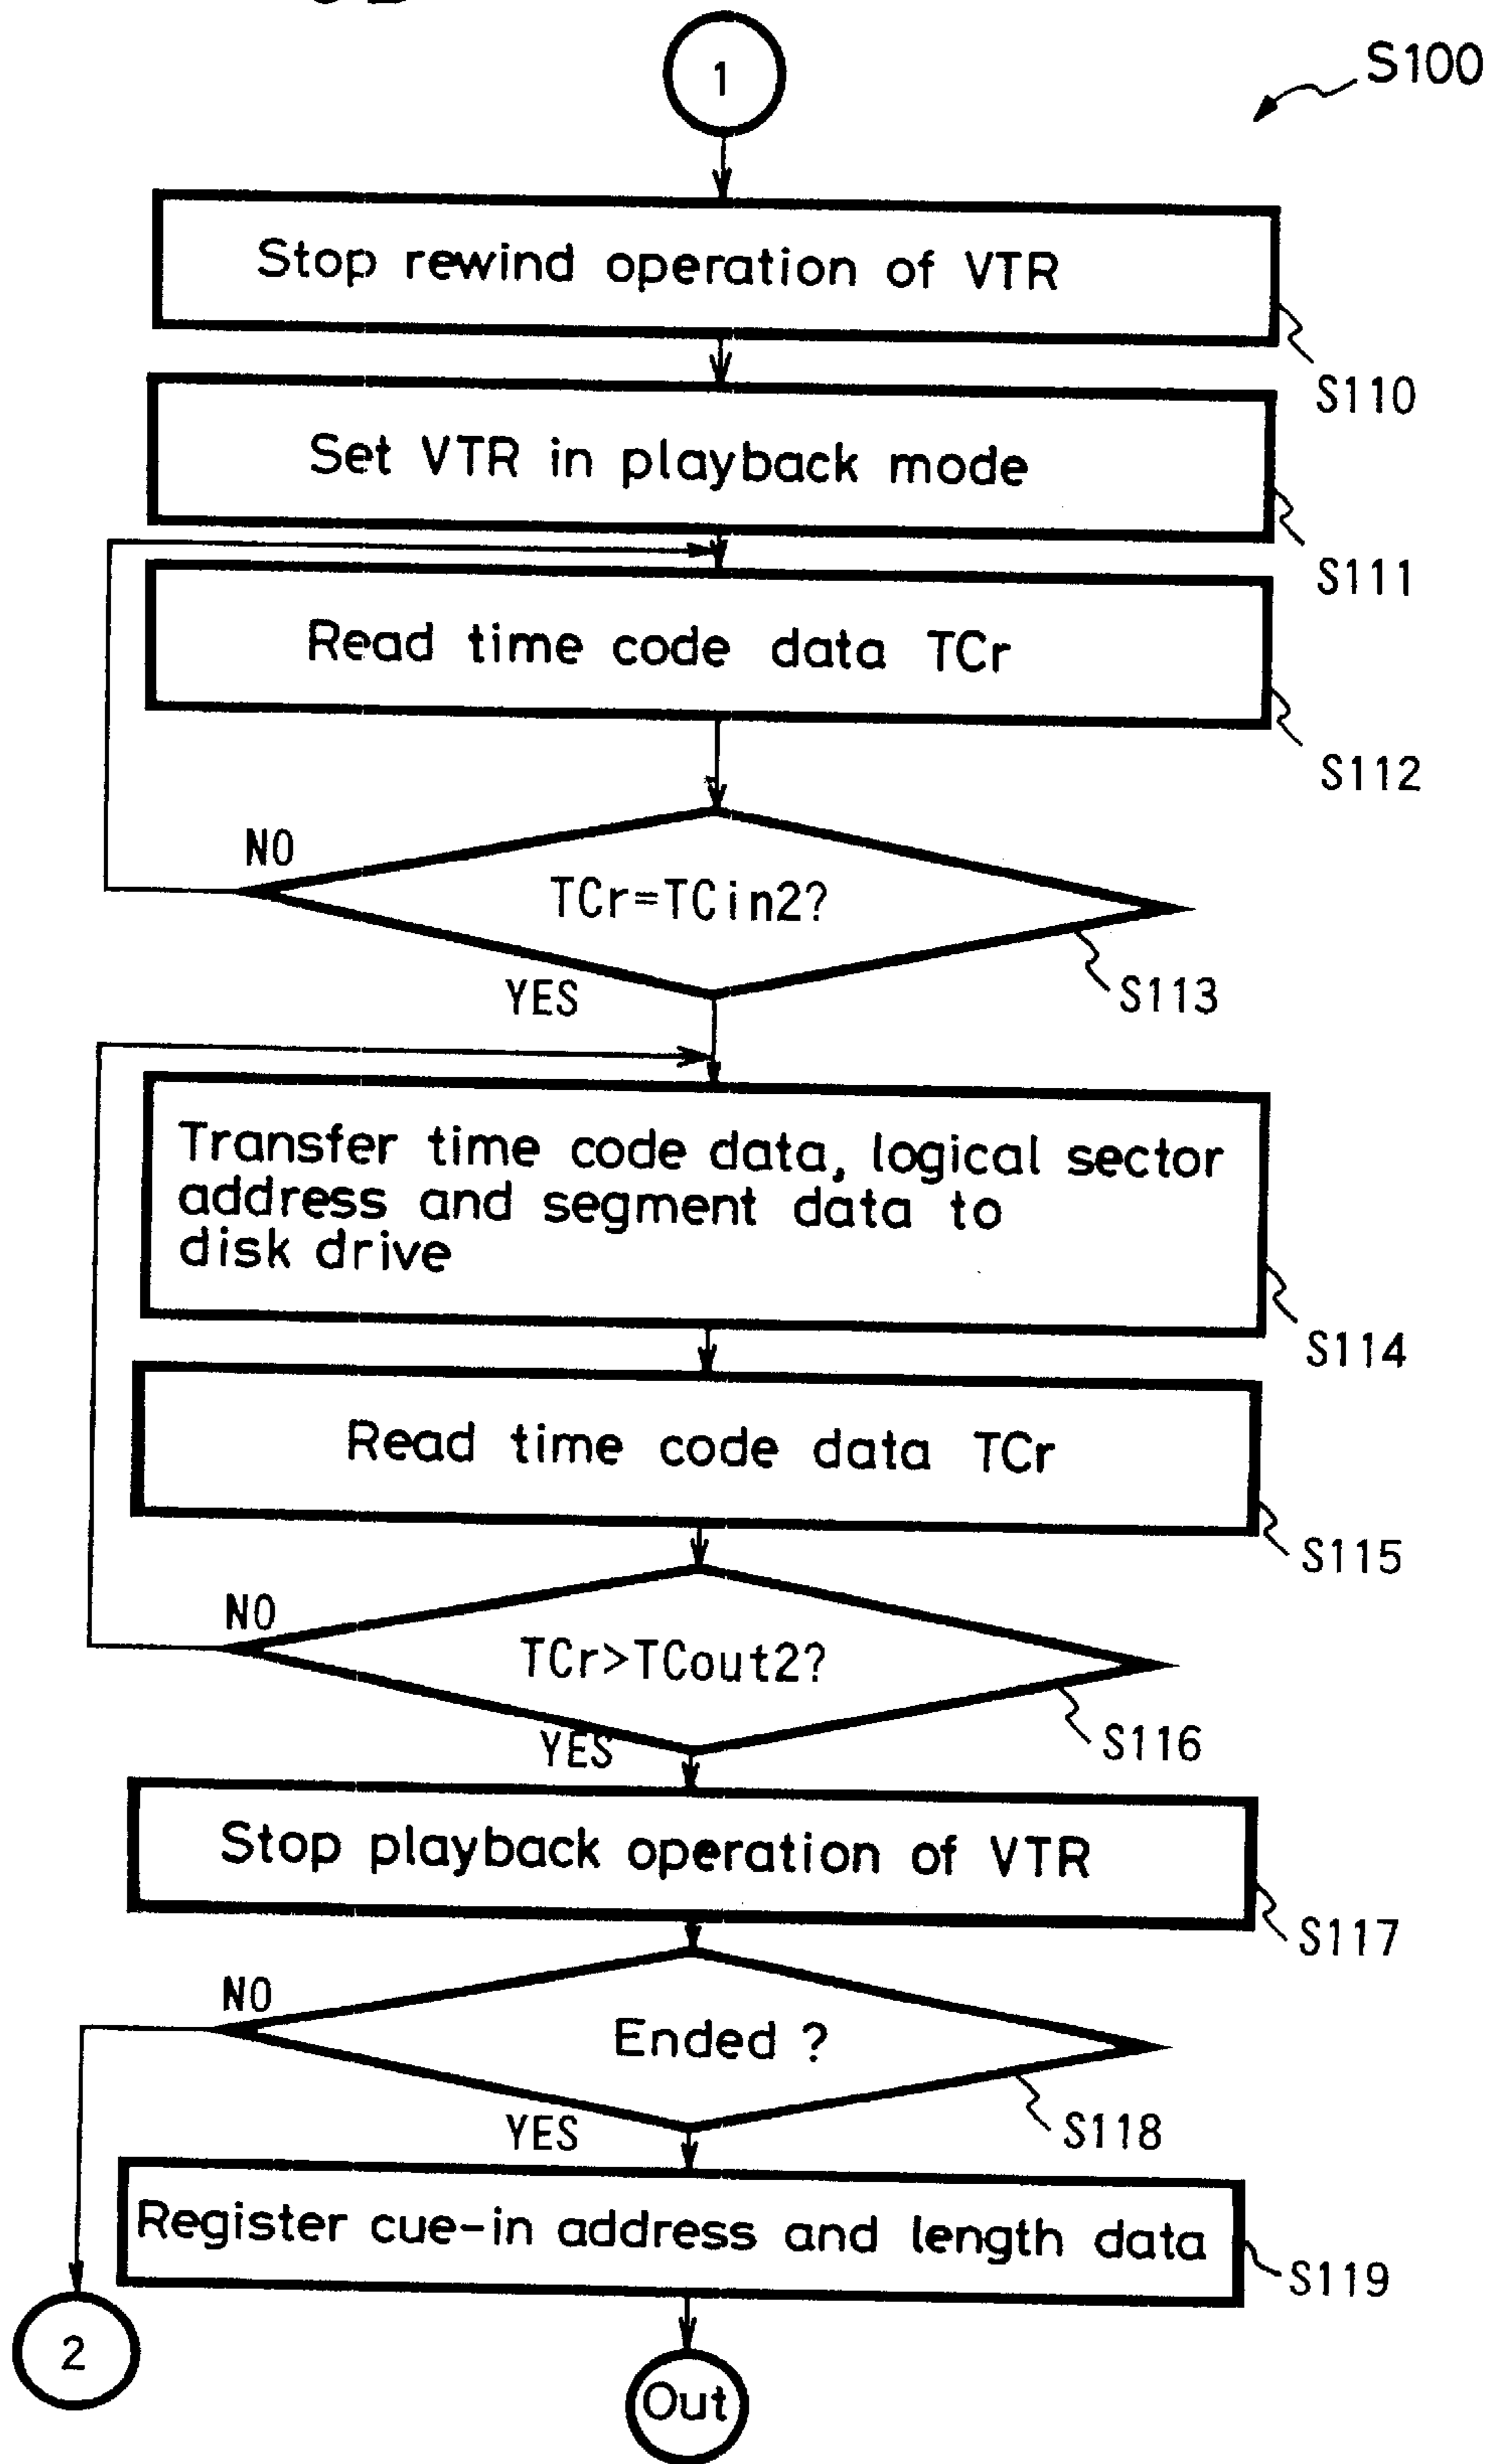 1
S100
Stop rewind operation of VTR
S110
Set VTR in playback mode
S111
Read time code data TCr
S112
NO
TCr=TCin2?
YES
S113
Transfer time code data, logical sector
address and segment data to
disk drive
S114
Read time code data TCr
S115
NO
TCr>TCout2?
YES
S116
Stop playback operation of VTR
S117
NO
Ended ?
YES
S118
Register cue-in address and length data
S119
2
Out